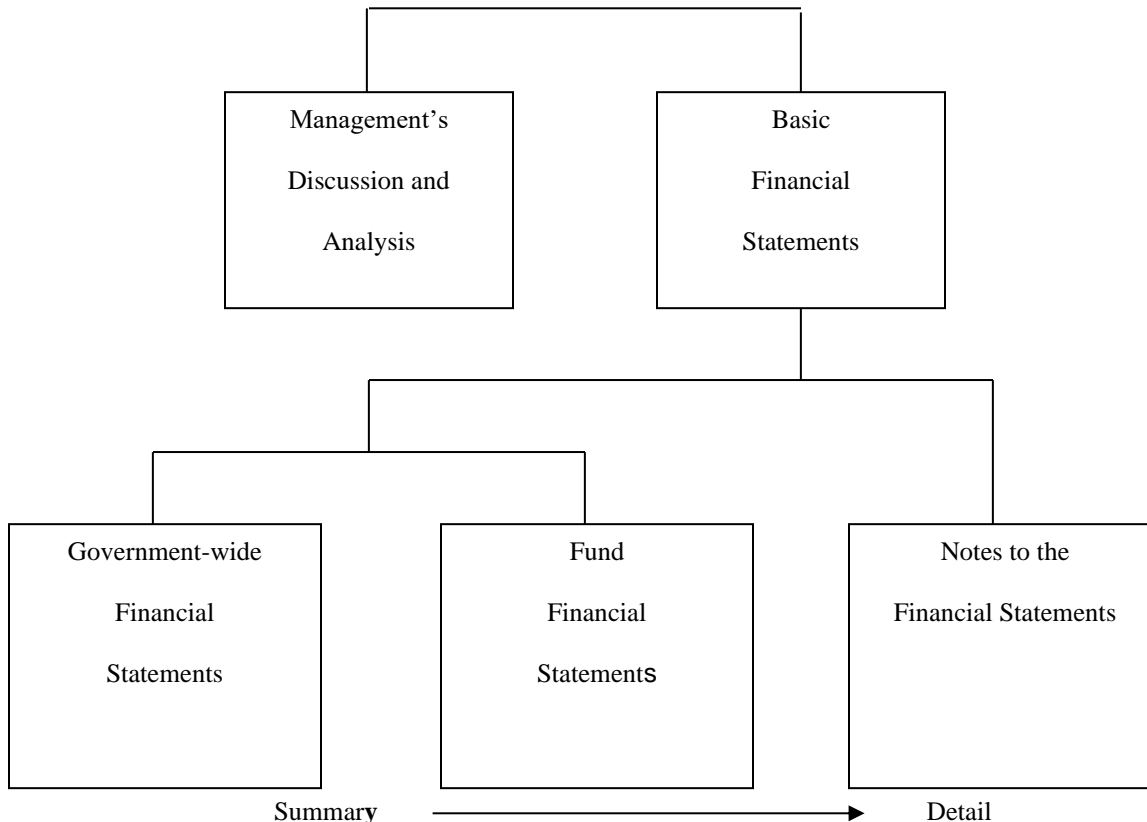 Management’s
Discussion and
Analysis
Basic
Financial
Statements
Government-wide
Financial
Statements
Fund
Financial
Statements
Notes to the
Financial Statements
Summary
Detail